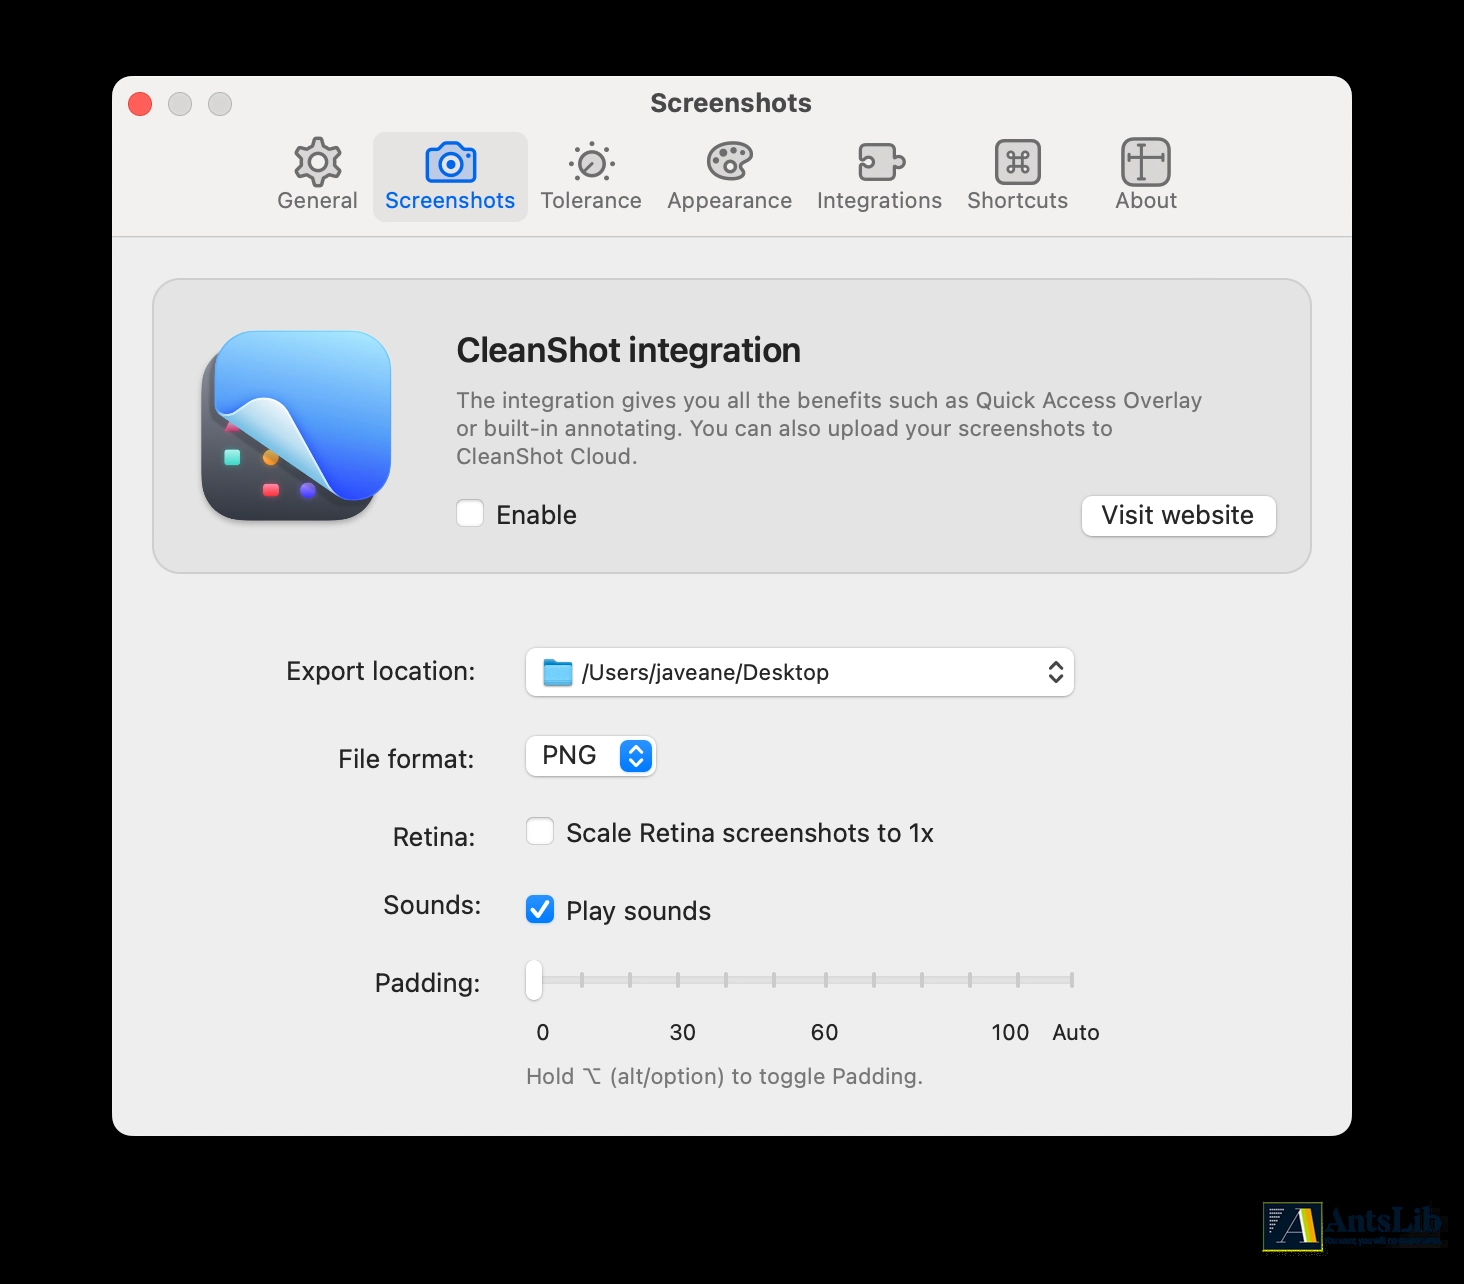 Screenshots
General
Screenshots
Tolerance
Appearance
Integrations
Shortcuts
About
CleanShot integration
The integration gives you all the benefits such as Quick Access Overlay
or built-in annotating. You can also upload your screenshots to
CleanShot Cloud.
Enable
Visit website
Export location:
/Users/javeane/Desktop
File format:
PNG
Retina:
Scale Retina screenshots to 1x
Sounds:
Play sounds
Padding:
0 30 60 100 Auto
Hold ⌥ (alt/option) to toggle Padding.
AntsLib